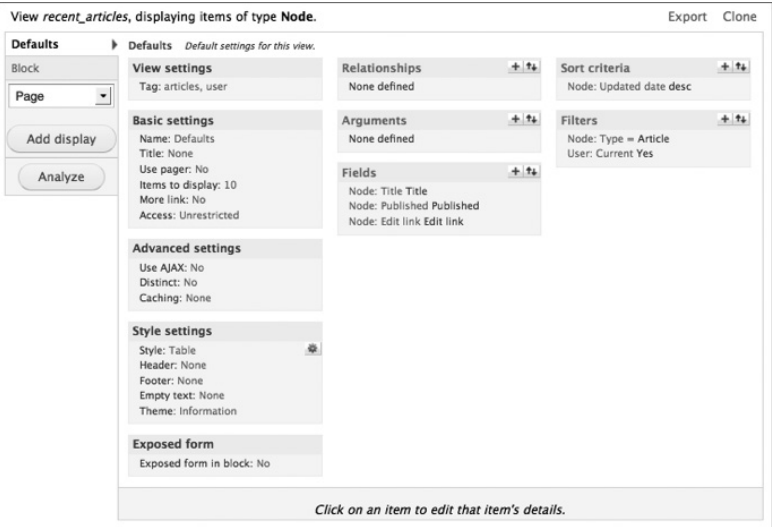 View recent_articles, displaying items of type Node.
Export Clone
Defaults
Block
Page
Add display
Analyze
Defaults Default settings for this view.
View settings
Tag: articles, user
Basic settings
Name: Defaults
Title: None
Use pager: No
Items to display: 10
More link: No
Access: Unrestricted
Advanced settings
Use AJAX: No
Distinct: No
Caching: None
Style settings
Style: Table
Header: None
Footer: None
Empty text: None
Theme: Information
Exposed form
Exposed form in block: No
Relationships
None defined
Arguments
None defined
Fields
Node: Title Title
Node: Published Published
Node: Edit link Edit link
Sort criteria
Node: Updated date desc
Filters
Node: Type = Article
User: Current Yes
Click on an item to edit that item's details.